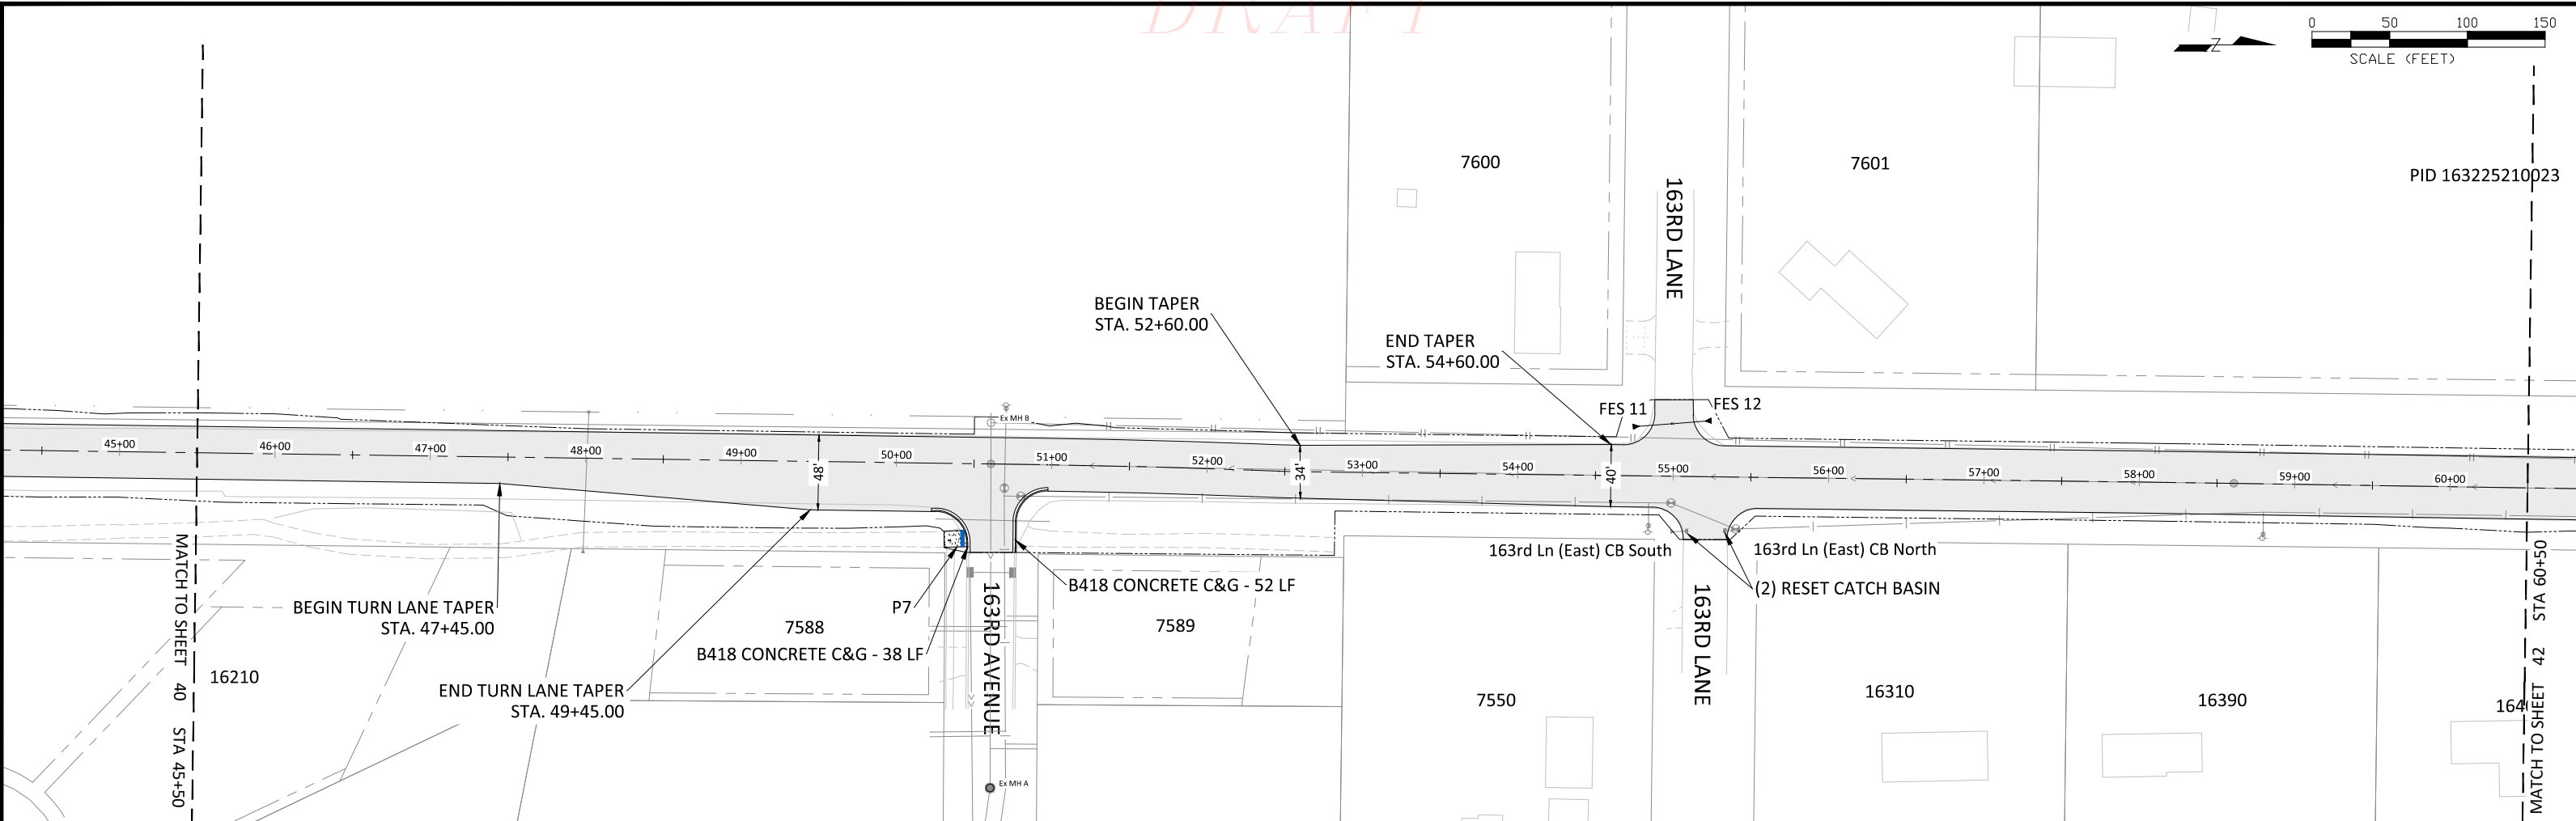 DRAFT
0 50 100 150
SCALE (FEET)
Z
7600
7601
PID 163225210023
163RD LANE
BEGIN TAPER
STA. 52+60.00
END TAPER
STA. 54+60.00
FES 11
FES 12
Ex MH B
45+00
46+00
47+00
48+00
49+00
50+00
51+00
52+00
53+00
54+00
55+00
56+00
57+00
58+00
59+00
60+00
48'
34'
40'
163rd Ln (East) CB South
163rd Ln (East) CB North
(2) RESET CATCH BASIN
B418 CONCRETE C&G - 52 LF
P7
B418 CONCRETE C&G - 38 LF
BEGIN TURN LANE TAPER
STA. 47+45.00
END TURN LANE TAPER
STA. 49+45.00
7588
7589
163RD AVENUE
163RD LANE
16210
7550
16310
16390
Ex MH A
MATCH TO SHEET 40 STA 45+50
MATCH TO SHEET 42 STA 60+50